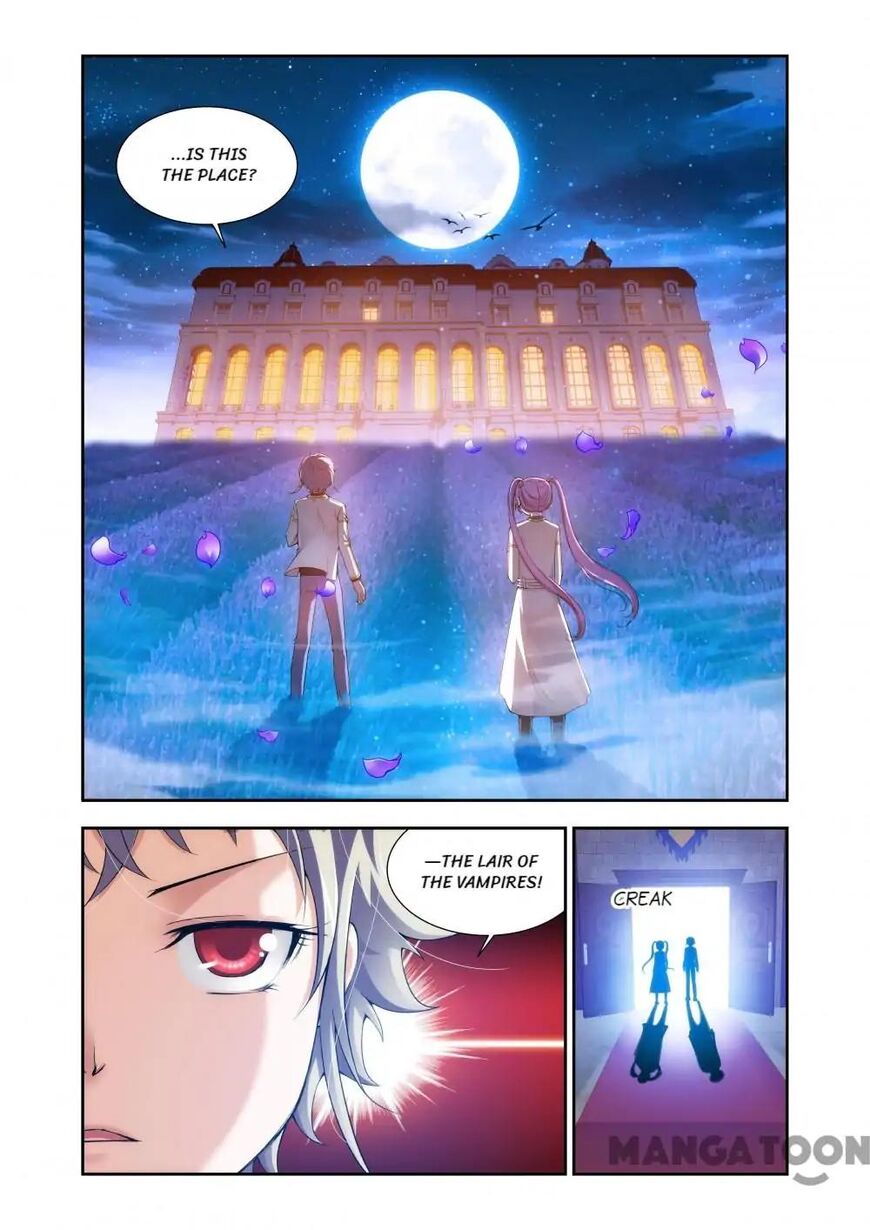 ...IS THIS
THE PLACE?
—THE LAIR OF
THE VAMPIRES!
CREAK
MANGATOON